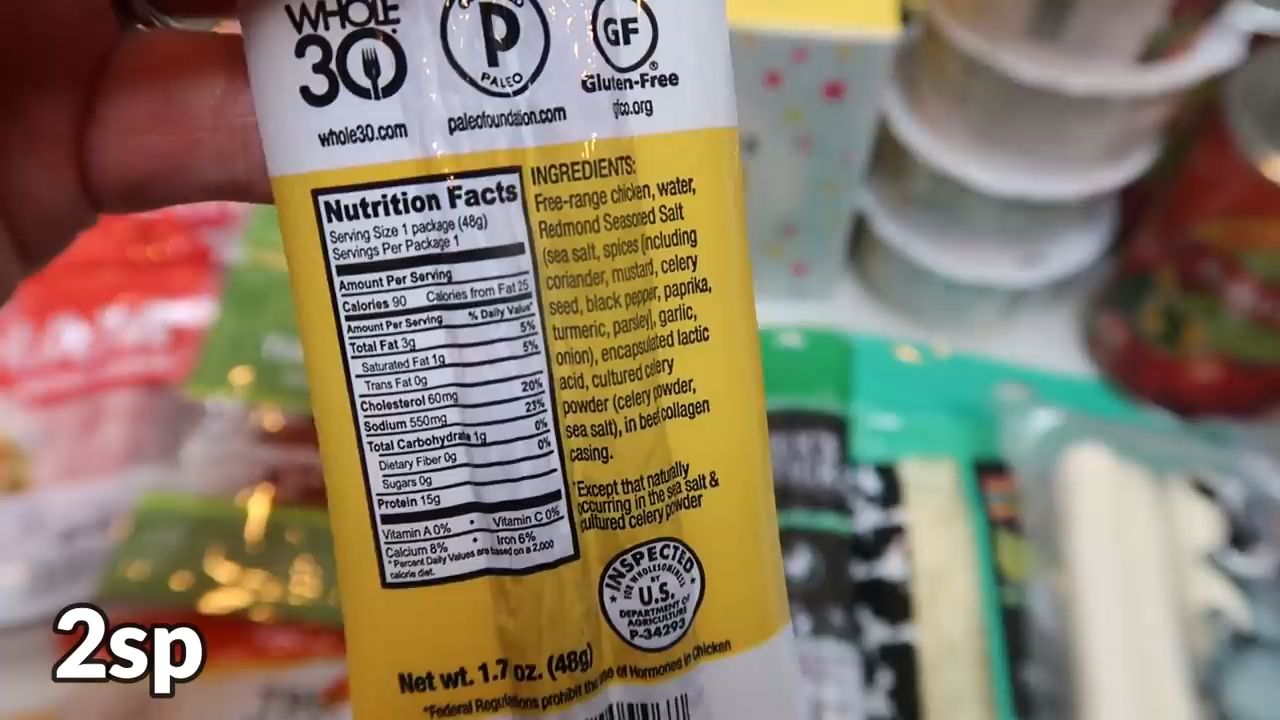 WHOLE
30
whole30.com
P
PALEO
paleofoundation.com
GF
Gluten-Free
gfco.org
Nutrition Facts
Serving Size 1 package (48g)
Servings Per Package 1
Amount Per Serving
Calories 90 Calories from Fat 25
Amount Per Serving % Daily Value*
Total Fat 3g 5%
Saturated Fat 1g 5%
Trans Fat 0g
Cholesterol 60mg 20%
Sodium 550mg 23%
Total Carbohydrate 1g 0%
Dietary Fiber 0g 0%
Sugars 0g
Protein 15g
Vitamin A 0% • Vitamin C 0%
Calcium 8% • Iron 6%
* Percent Daily Values are based on a 2,000
calorie diet.
INGREDIENTS:
Free-range chicken, water,
Redmond Seasoned Salt
(sea salt, spices [including
coriander, mustard, celery
seed, black pepper, paprika,
turmeric, parsley], garlic,
onion), encapsulated lactic
acid, cultured celery
powder (celery powder,
sea salt), in beef collagen
casing.
*Except that naturally
occurring in the sea salt &
cultured celery powder
INSPECTED
FOR WHOLESOMENESS
BY
U.S.
DEPARTMENT OF
AGRICULTURE
P-34293
Net wt. 1.7 oz. (48g)
*Federal Regulations prohibit the use of Hormones in Chicken
2sp